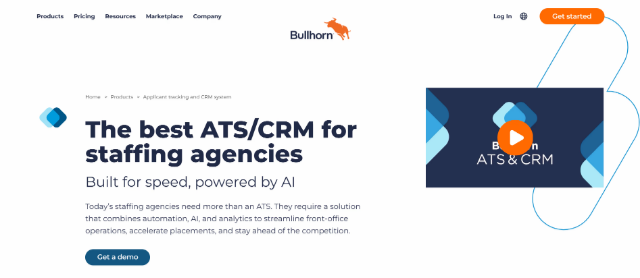 Products Pricing Resources Marketplace Company
Bullhorn
Log In
Get started
Home > Products > Applicant tracking and CRM system
The best ATS/CRM for
staffing agencies
Built for speed, powered by AI
Today's staffing agencies need more than an ATS. They require a solution
that combines automation, AI, and analytics to streamline front-office
operations, accelerate placements, and stay ahead of the competition.
Get a demo
ATS & CRM